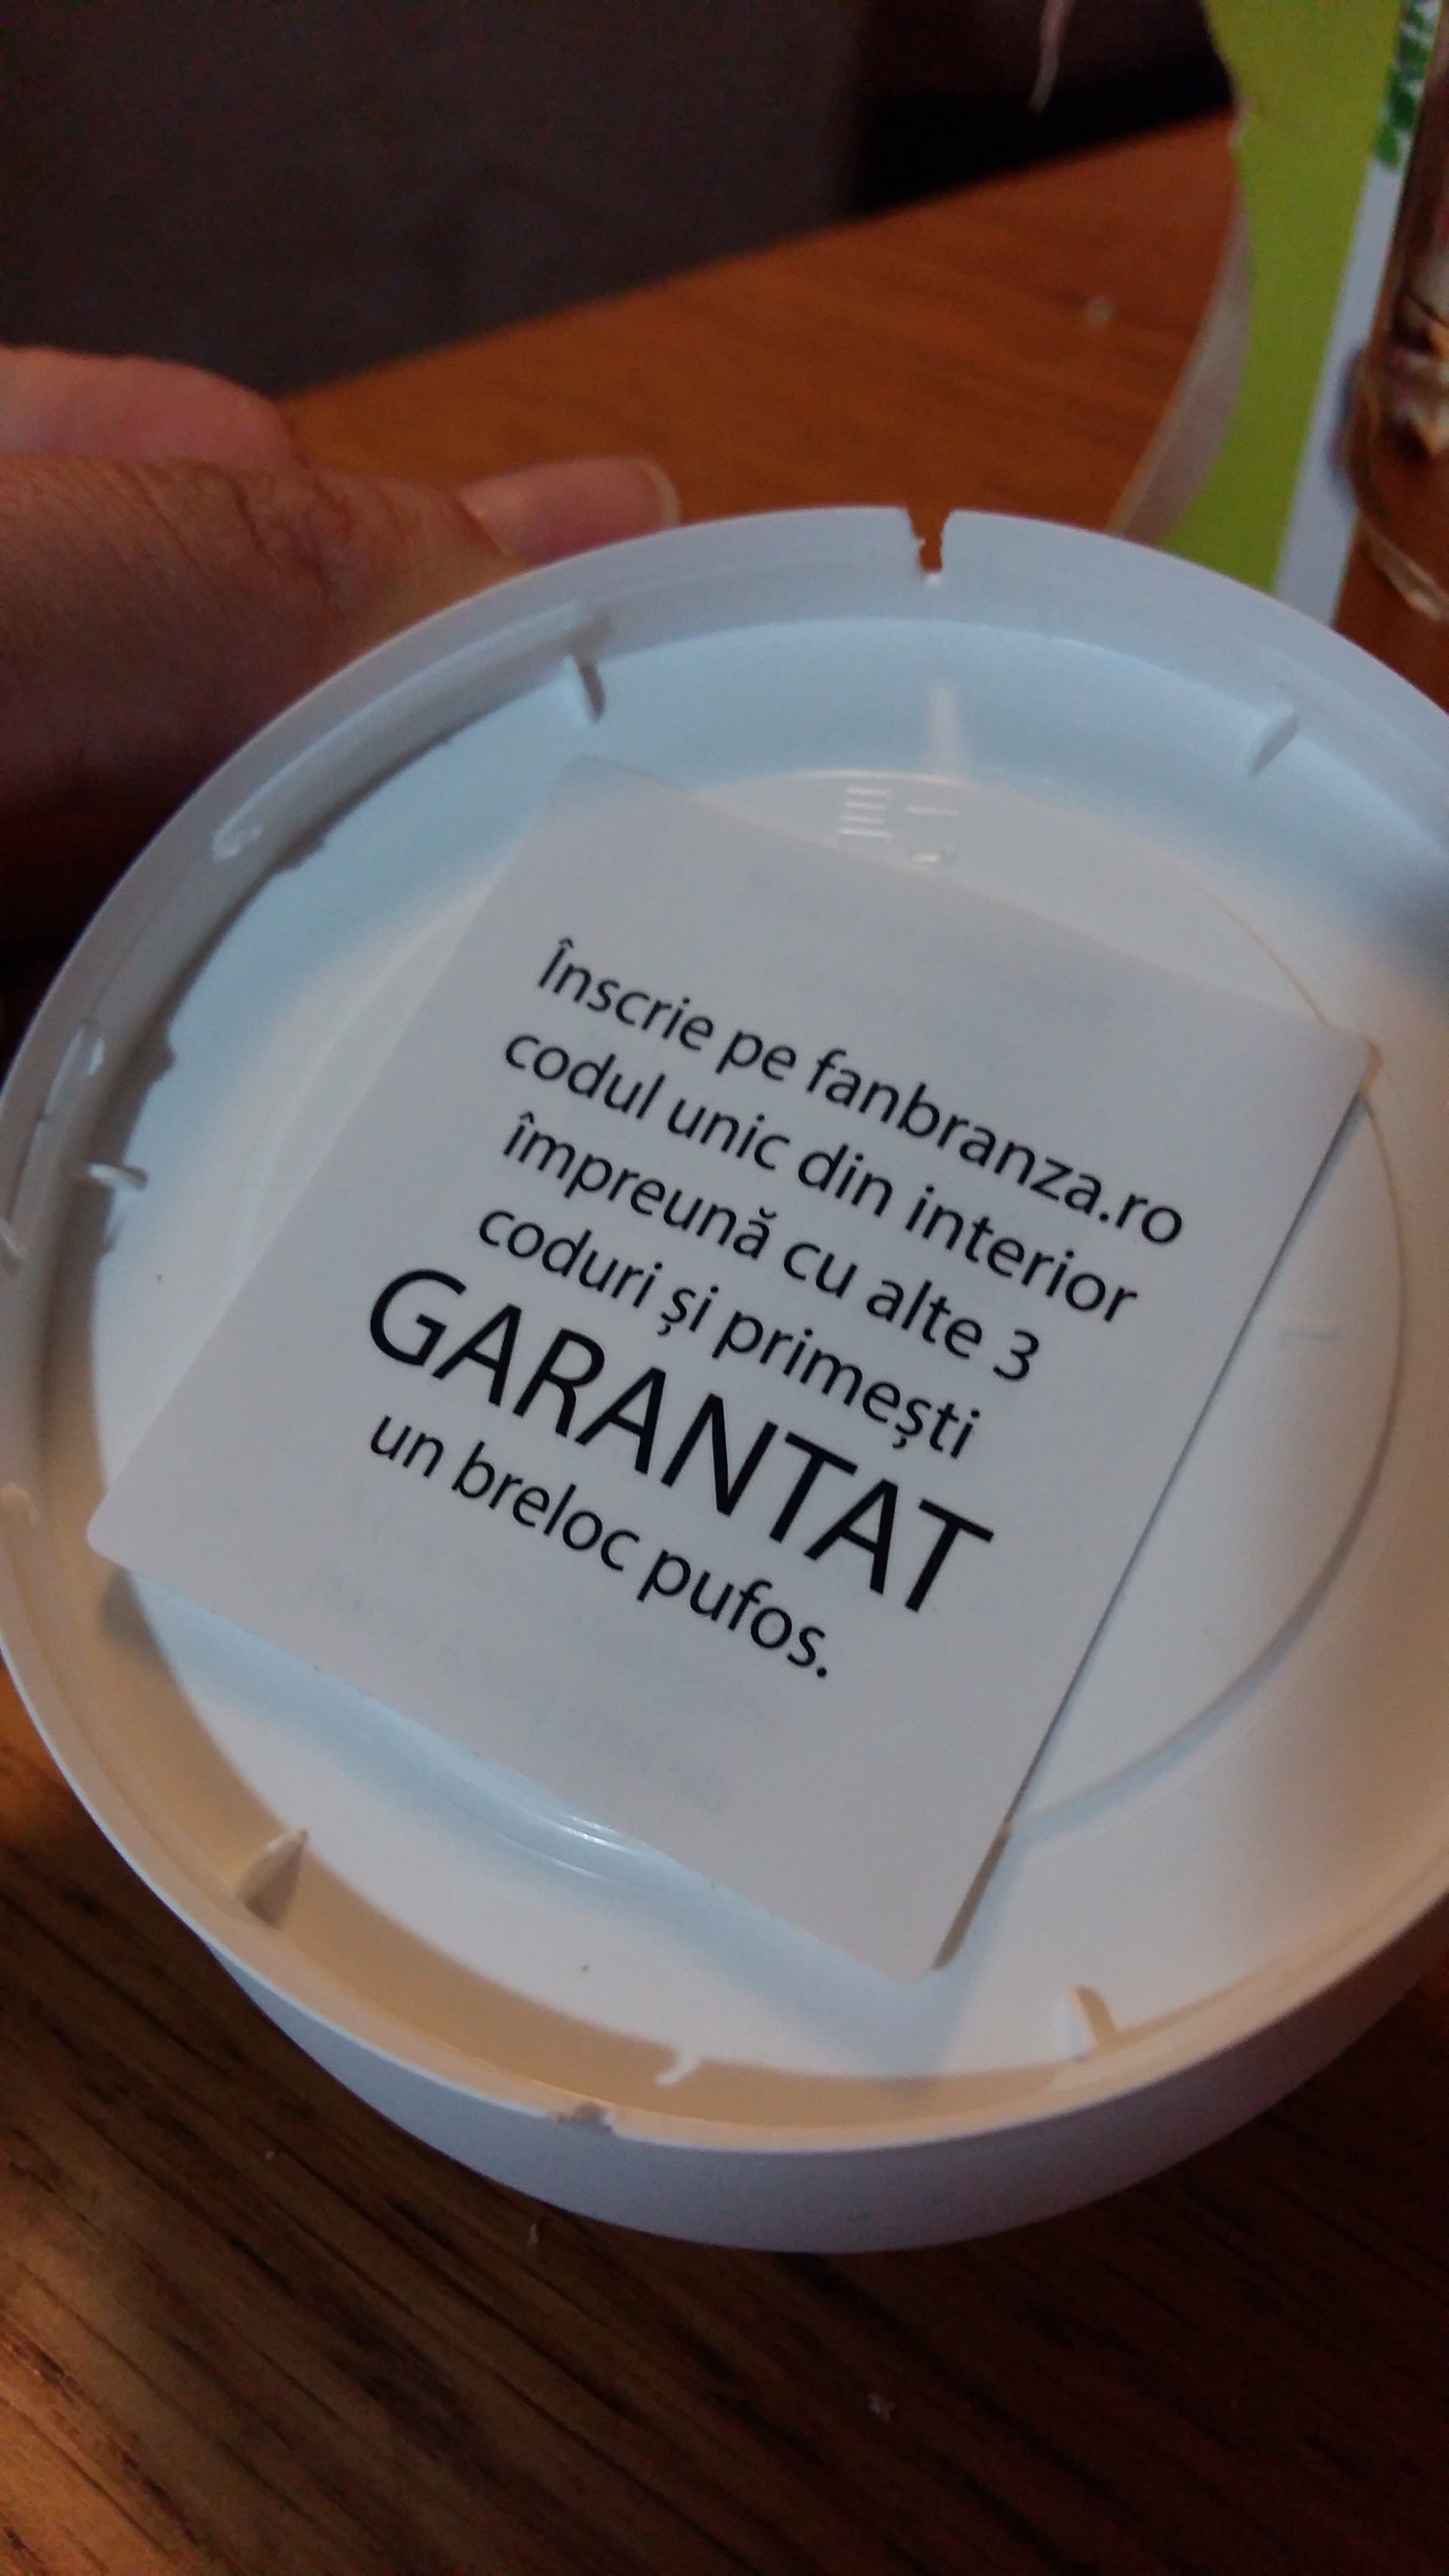 Înscrie pe fanbranza.ro
codul unic din interior
împreună cu alte 3
coduri și primești
GARANTAT
un breloc pufos.